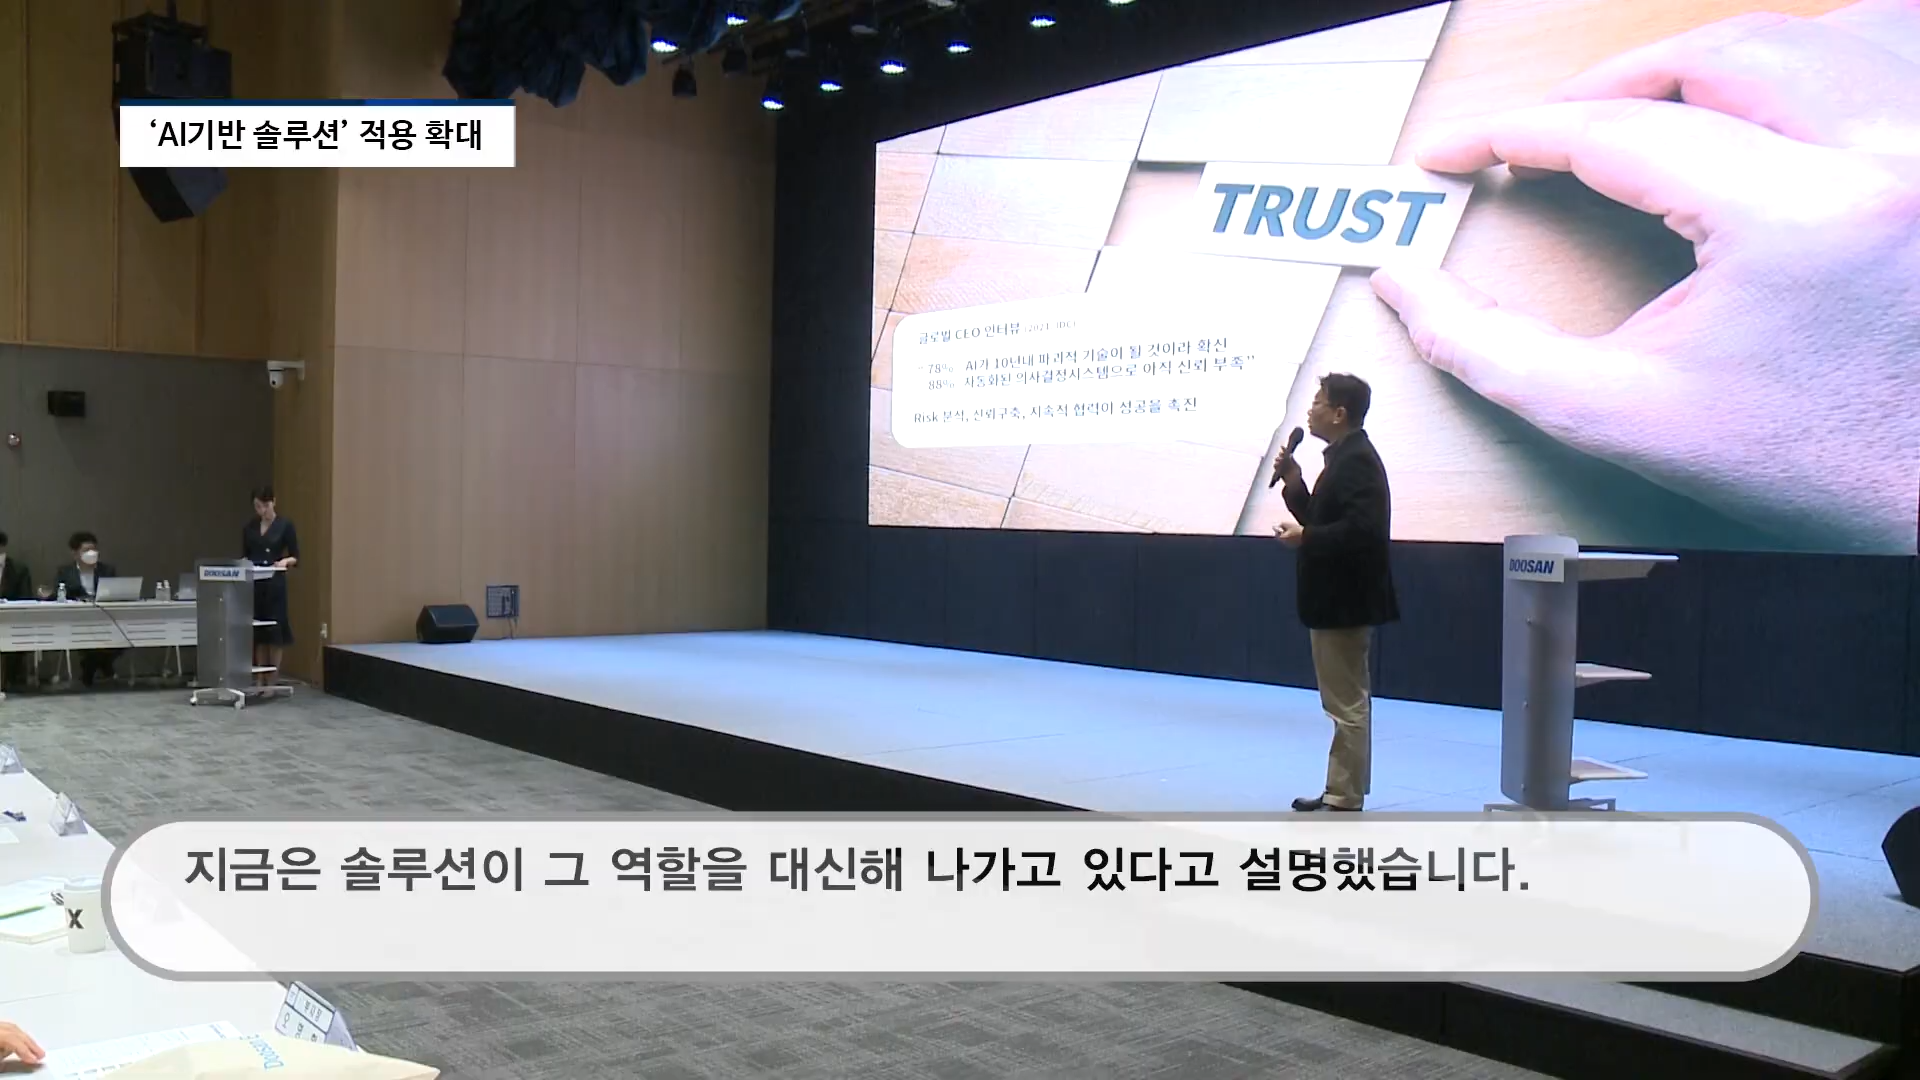 ‘AI기반 솔루션’ 적용 확대
TRUST
글로벌 CEO 인터뷰 (2021, IDC)
“ 78% AI가 10년내 파괴적 기술이 될 것이라 확신
88% 자동화된 의사결정시스템으로 아직 신뢰 부족 ”
Risk 분석, 신뢰구축, 지속적 협력이 성공을 촉진
DOOSAN
DOOSAN
지금은 솔루션이 그 역할을 대신해 나가고 있다고 설명했습니다.
X
Doosan